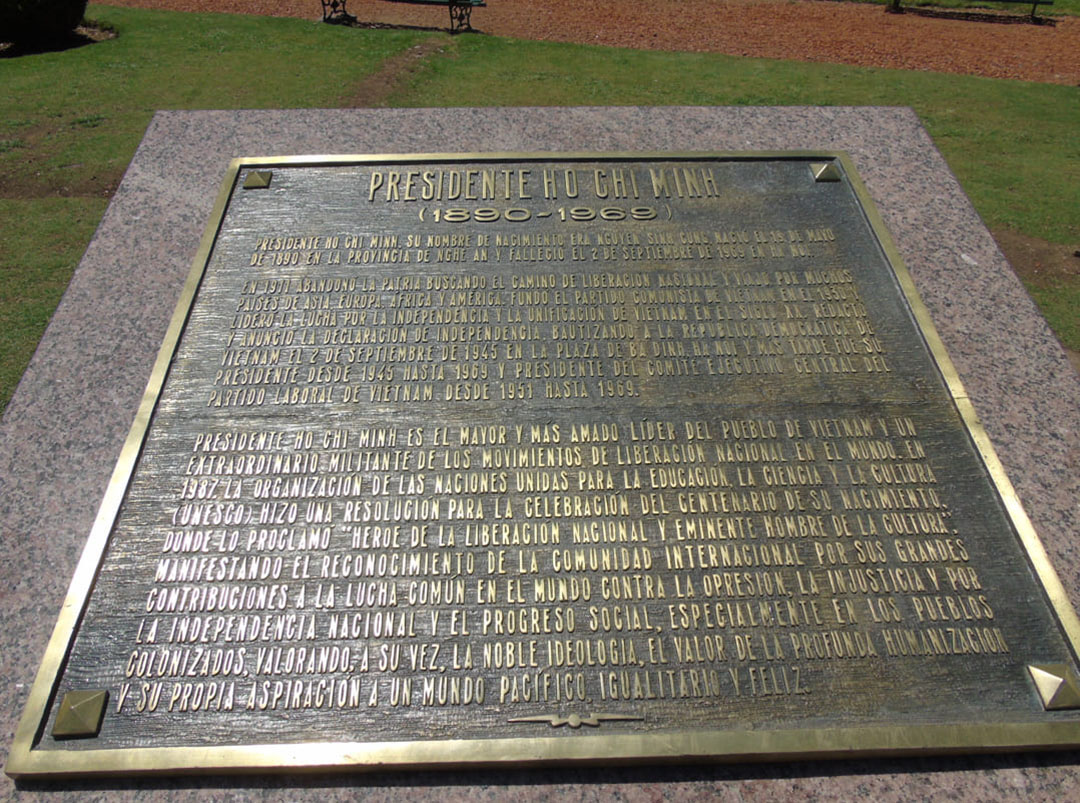 PRESIDENTE HO CHI MINH
(1890-1969)
PRESIDENTE HO CHI MINH, SU NOMBRE DE NACIMIENTO ERA NGUYEN SINH CUNG, NACIO EL 19 DE MAYO
DE 1890 EN LA PROVINCIA DE NGHE AN Y FALLECIO EL 2 DE SEPTIEMBRE DE 1969 EN HA NOI.
EN 1911 ABANDONO LA PATRIA BUSCANDO EL CAMINO DE LIBERACION NACIONAL Y VIAJO POR MUCHOS
PAISES DE ASIA, EUROPA, AFRICA Y AMERICA. FUNDO EL PARTIDO COMUNISTA DE VIETNAM EN EL 1930.
LIDERO LA LUCHA POR LA INDEPENDENCIA Y LA UNIFICACION DE VIETNAM EN EL SIGLO XX. REDACTO
Y ANUNCIO LA DECLARACION DE INDEPENDENCIA, BAUTIZANDO A LA REPUBLICA DEMOCRATICA DE
VIETNAM EL 2 DE SEPTIEMBRE DE 1945 EN LA PLAZA DE BA DINH, HA NOI Y MAS TARDE FUE SU
PRESIDENTE DESDE 1945 HASTA 1969 Y PRESIDENTE DEL COMITE EJECUTIVO CENTRAL DEL
PARTIDO LABORAL DE VIETNAM DESDE 1951 HASTA 1969.
PRESIDENTE HO CHI MINH ES EL MAYOR Y MAS AMADO LÍDER DEL PUEBLO DE VIETNAM Y UN
EXTRAORDINARIO MILITANTE DE LOS MOVIMIENTOS DE LIBERACION NACIONAL EN EL MUNDO. EN
1987, LA ORGANIZACION DE LAS NACIONES UNIDAS PARA LA EDUCACION, LA CIENCIA Y LA CULTURA
(UNESCO) HIZO UNA RESOLUCION PARA LA CELEBRACION DEL CENTENARIO DE SU NACIMIENTO,
DONDE LO PROCLAMO "HEROE DE LA LIBERACION NACIONAL Y EMINENTE HOMBRE DE LA CULTURA",
MANIFESTANDO EL RECONOCIMIENTO DE LA COMUNIDAD INTERNACIONAL POR SUS GRANDES
CONTRIBUCIONES A LA LUCHA COMÚN EN EL MUNDO CONTRA LA OPRESION, LA INJUSTICIA Y POR
LA INDEPENDENCIA NACIONAL Y EL PROGRESO SOCIAL, ESPECIALMENTE EN LOS PUEBLOS
COLONIZADOS, VALORANDO, A SU VEZ, LA NOBLE IDEOLOGIA, EL VALOR DE LA PROFUNDA HUMANIZACION
Y SU PROPIA ASPIRACIÓN A UN MUNDO PACÍFICO, IGUALITARIO Y FELIZ.